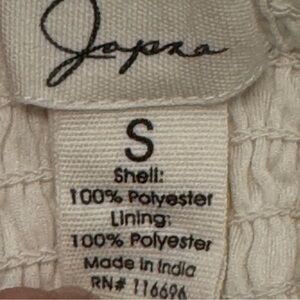 Japna
S
Shell:
100% Polyester
Lining:
100% Polyester
Made in India
RN# 116696